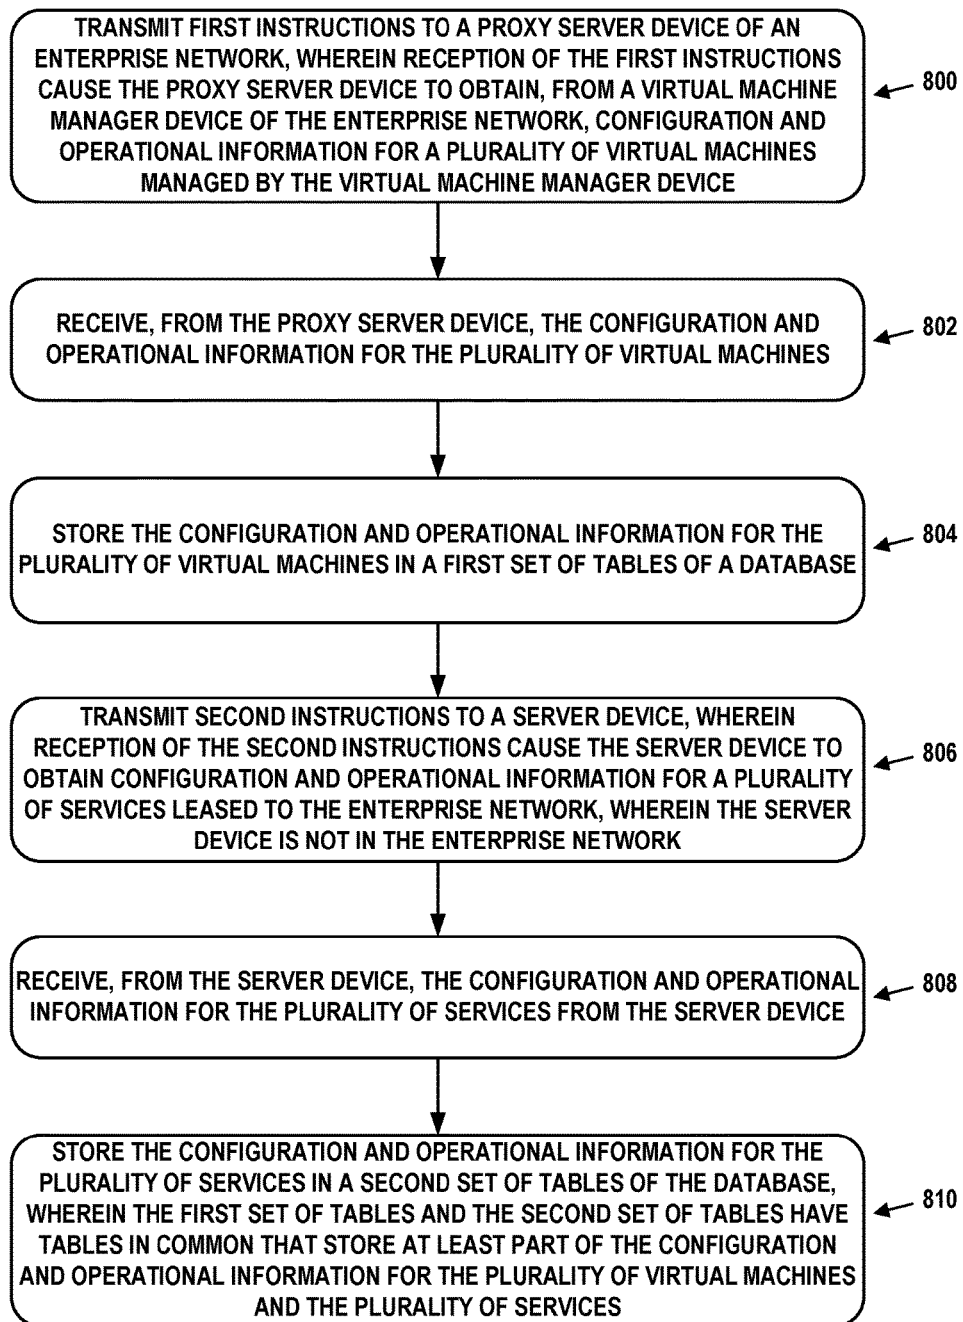 TRANSMIT FIRST INSTRUCTIONS TO A PROXY SERVER DEVICE OF AN
ENTERPRISE NETWORK, WHEREIN RECEPTION OF THE FIRST INSTRUCTIONS
CAUSE THE PROXY SERVER DEVICE TO OBTAIN, FROM A VIRTUAL MACHINE
MANAGER DEVICE OF THE ENTERPRISE NETWORK, CONFIGURATION AND
OPERATIONAL INFORMATION FOR A PLURALITY OF VIRTUAL MACHINES
MANAGED BY THE VIRTUAL MACHINE MANAGER DEVICE
800
RECEIVE, FROM THE PROXY SERVER DEVICE, THE CONFIGURATION AND
OPERATIONAL INFORMATION FOR THE PLURALITY OF VIRTUAL MACHINES
802
STORE THE CONFIGURATION AND OPERATIONAL INFORMATION FOR THE
PLURALITY OF VIRTUAL MACHINES IN A FIRST SET OF TABLES OF A DATABASE
804
TRANSMIT SECOND INSTRUCTIONS TO A SERVER DEVICE, WHEREIN
RECEPTION OF THE SECOND INSTRUCTIONS CAUSE THE SERVER DEVICE TO
OBTAIN CONFIGURATION AND OPERATIONAL INFORMATION FOR A PLURALITY
OF SERVICES LEASED TO THE ENTERPRISE NETWORK, WHEREIN THE SERVER
DEVICE IS NOT IN THE ENTERPRISE NETWORK
806
RECEIVE, FROM THE SERVER DEVICE, THE CONFIGURATION AND OPERATIONAL
INFORMATION FOR THE PLURALITY OF SERVICES FROM THE SERVER DEVICE
808
STORE THE CONFIGURATION AND OPERATIONAL INFORMATION FOR THE
PLURALITY OF SERVICES IN A SECOND SET OF TABLES OF THE DATABASE,
WHEREIN THE FIRST SET OF TABLES AND THE SECOND SET OF TABLES HAVE
TABLES IN COMMON THAT STORE AT LEAST PART OF THE CONFIGURATION
AND OPERATIONAL INFORMATION FOR THE PLURALITY OF VIRTUAL MACHINES
AND THE PLURALITY OF SERVICES
810